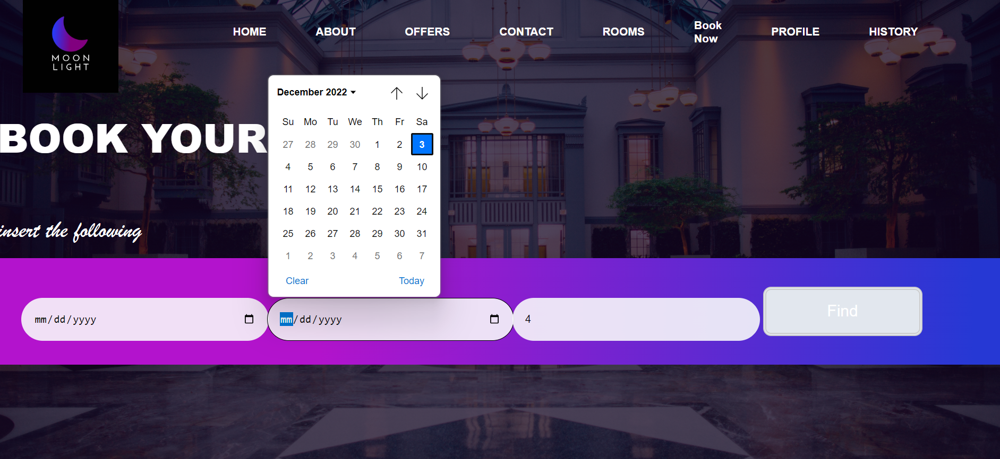 MOON
LIGHT
HOME ABOUT OFFERS CONTACT ROOMS Book Now PROFILE HISTORY
BOOK YOUR
insert the following
December 2022
Su Mo Tu We Th Fr Sa
27 28 29 30 1 2 3
4 5 6 7 8 9 10
11 12 13 14 15 16 17
18 19 20 21 22 23 24
25 26 27 28 29 30 31
1 2 3 4 5 6 7
Clear Today
mm/dd/yyyy mm/dd/yyyy 4 Find